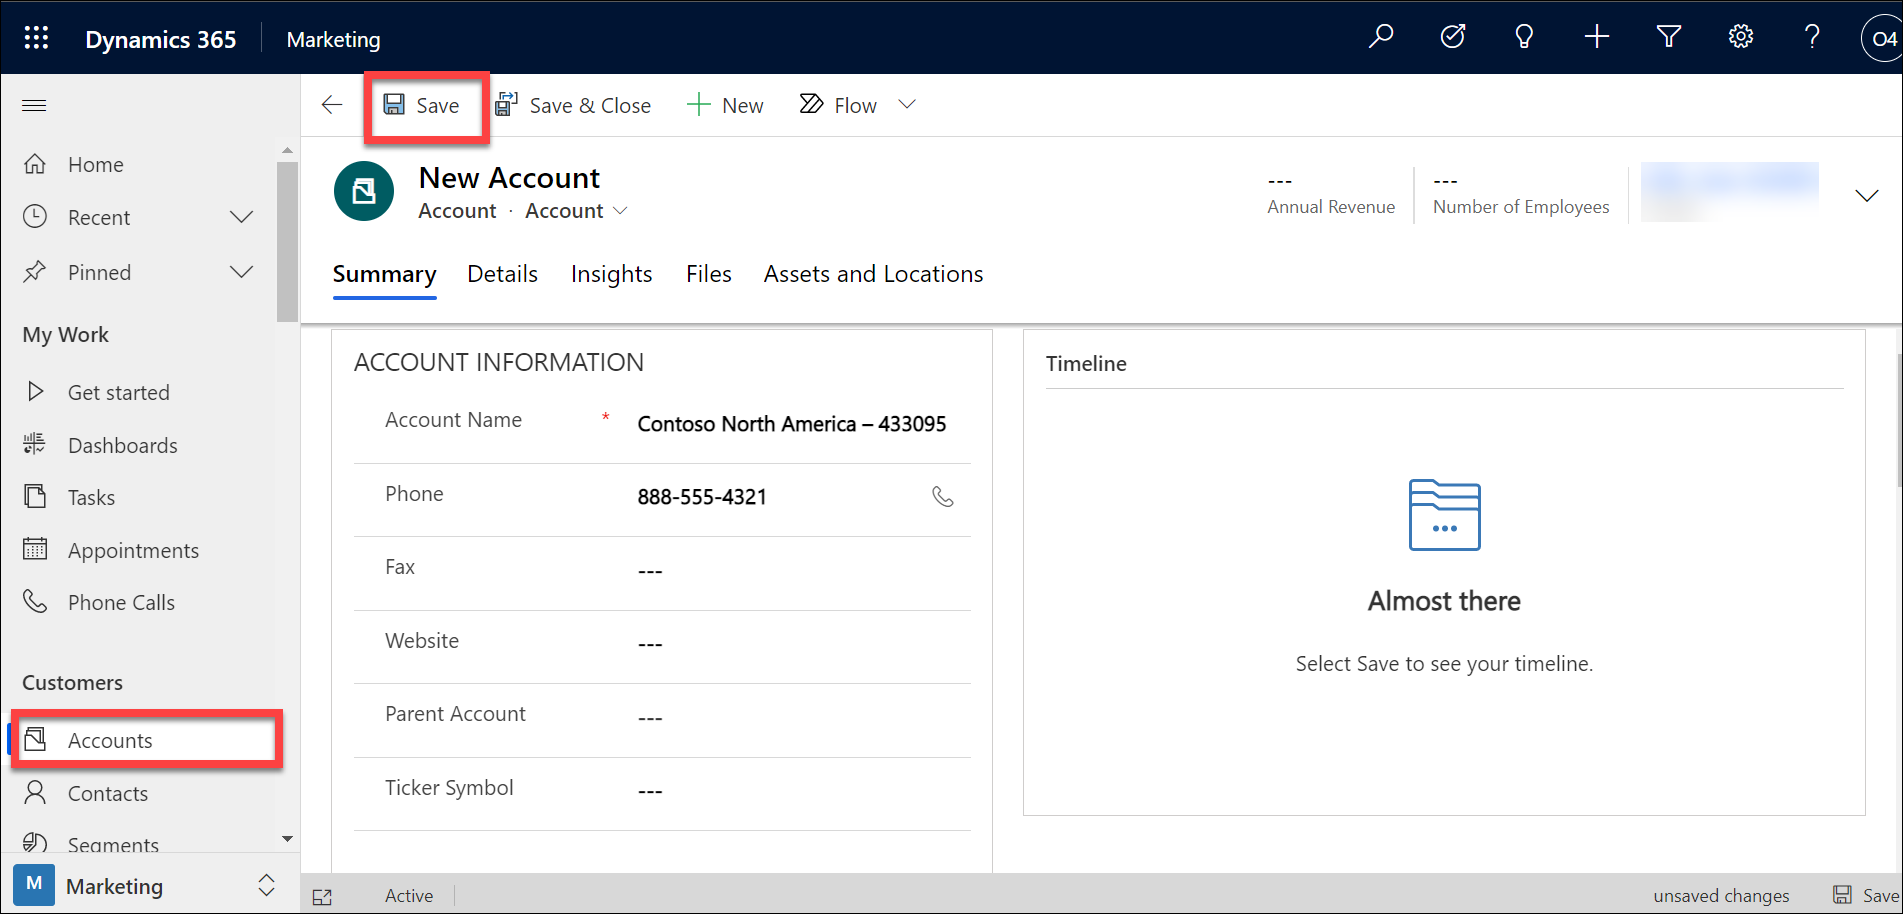 Dynamics 365 Marketing O4
Save Save & Close New Flow
Home
Recent
Pinned
My Work
Get started
Dashboards
Tasks
Appointments
Phone Calls
Customers
Accounts
Contacts
Segments
M Marketing
New Account
Account · Account
--- Annual Revenue
--- Number of Employees
Summary Details Insights Files Assets and Locations
ACCOUNT INFORMATION
Account Name * Contoso North America – 433095
Phone 888-555-4321
Fax ---
Website ---
Parent Account ---
Ticker Symbol ---
Timeline
Almost there
Select Save to see your timeline.
Active unsaved changes Save